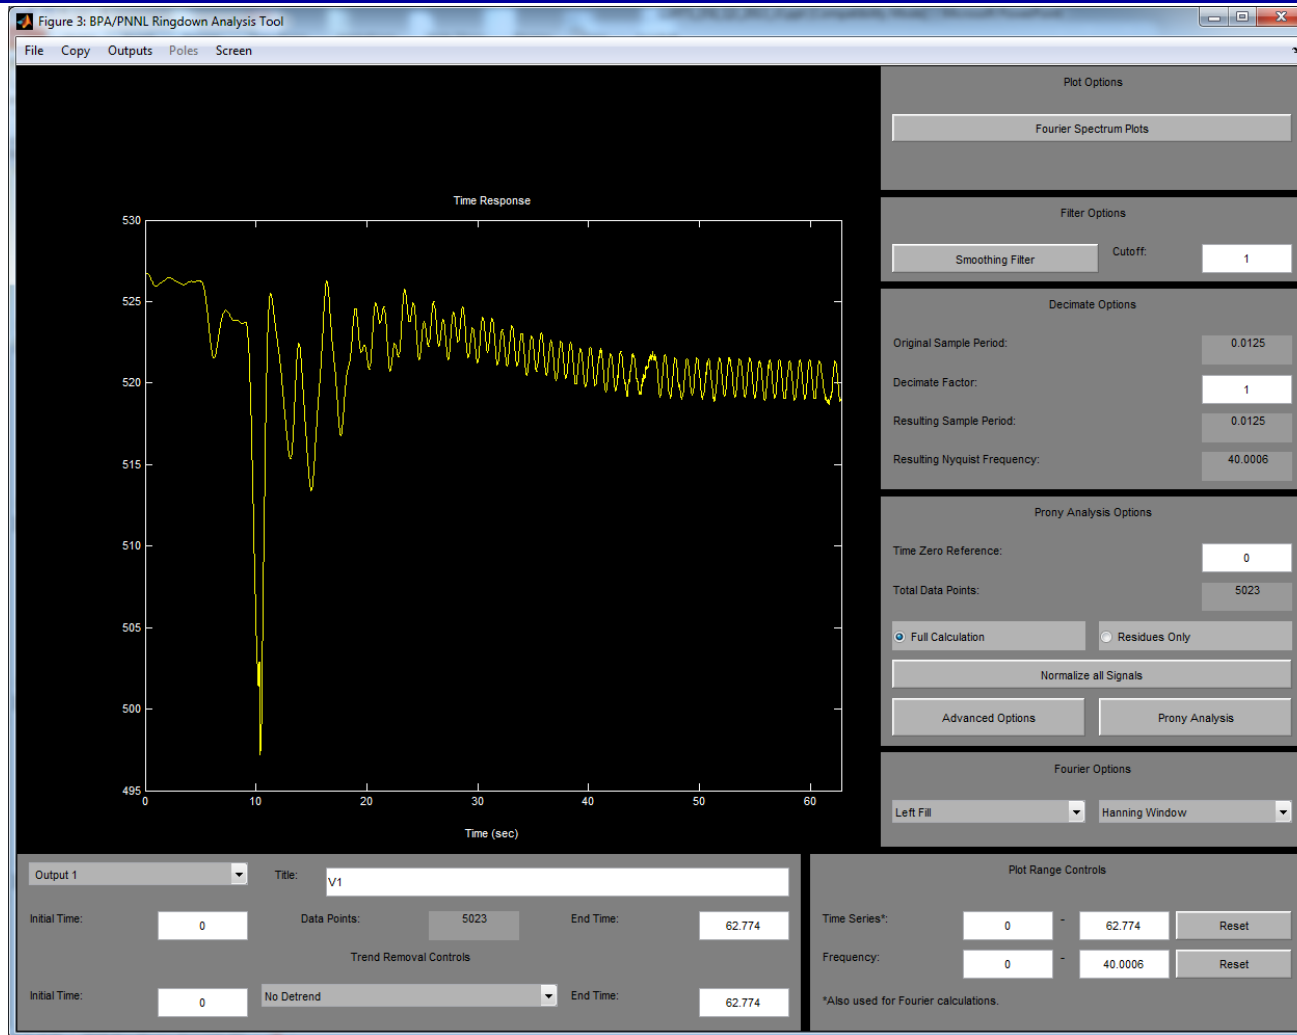 Figure 3: BPA/PNNL Ringdown Analysis Tool
File Copy Outputs Poles Screen
Time Response
530
525
520
515
510
505
500
495
0 10 20 30 40 50 60
Time (sec)
Plot Options
Fourier Spectrum Plots
Filter Options
Smoothing Filter Cutoff: 1
Decimate Options
Original Sample Period: 0.0125
Decimate Factor: 1
Resulting Sample Period: 0.0125
Resulting Nyquist Frequency: 40.0006
Prony Analysis Options
Time Zero Reference: 0
Total Data Points: 5023
Full Calculation Residues Only
Normalize all Signals
Advanced Options Prony Analysis
Fourier Options
Left Fill Hanning Window
Output 1 Title: V1
Initial Time: 0 Data Points: 5023 End Time: 62.774
Trend Removal Controls
Initial Time: 0 No Detrend End Time: 62.774
Plot Range Controls
Time Series*: 0 - 62.774 Reset
Frequency: 0 - 40.0006 Reset
*Also used for Fourier calculations.